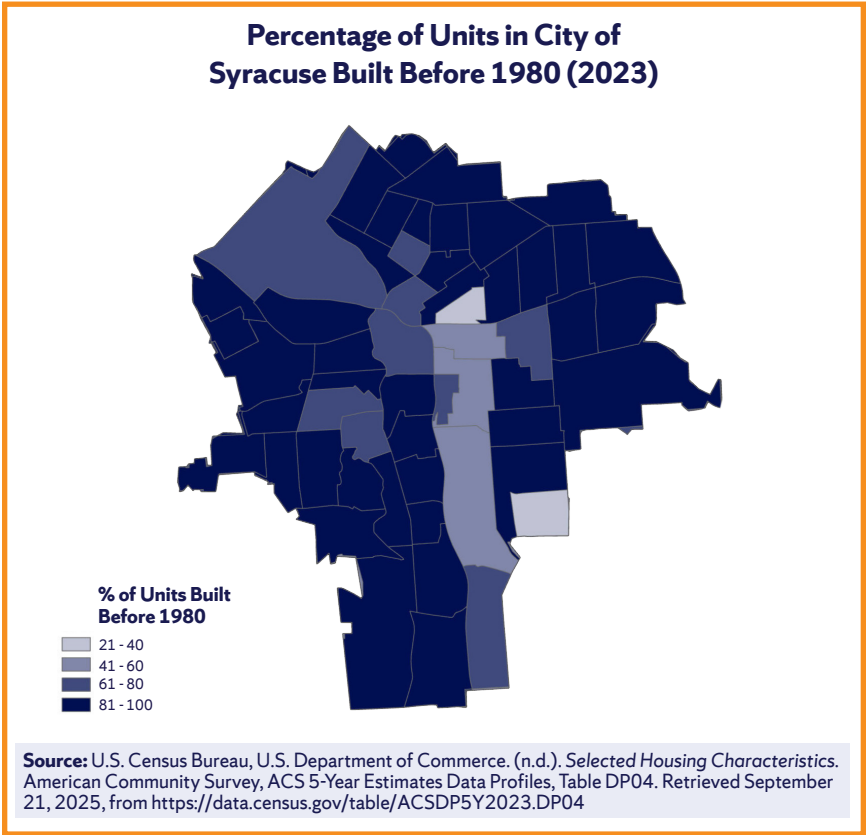 Percentage of Units in City of
Syracuse Built Before 1980 (2023)
% of Units Built
Before 1980
21 - 40
41 - 60
61 - 80
81 - 100
Source: U.S. Census Bureau, U.S. Department of Commerce. (n.d.). Selected Housing Characteristics.
American Community Survey, ACS 5-Year Estimates Data Profiles, Table DP04. Retrieved September
21, 2025, from https://data.census.gov/table/ACSDP5Y2023.DP04